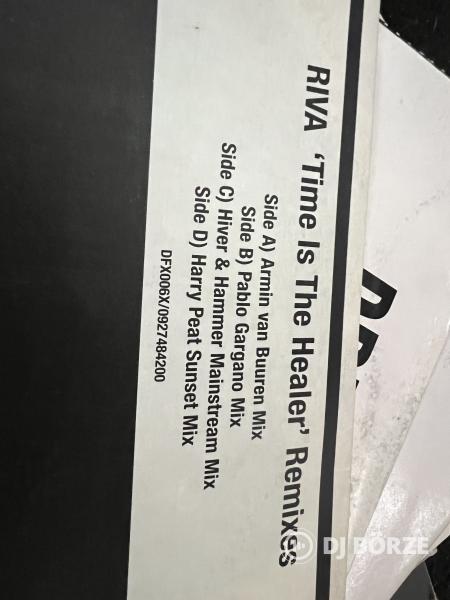 RIVA 'Time Is The Healer' Remixes
Side A) Armin van Buuren Mix
Side B) Pablo Gargano Mix
Side C) Hiver & Hammer Mainstream Mix
Side D) Harry Peat Sunset Mix
DFX006X/0927484200
DJ BÖRZE